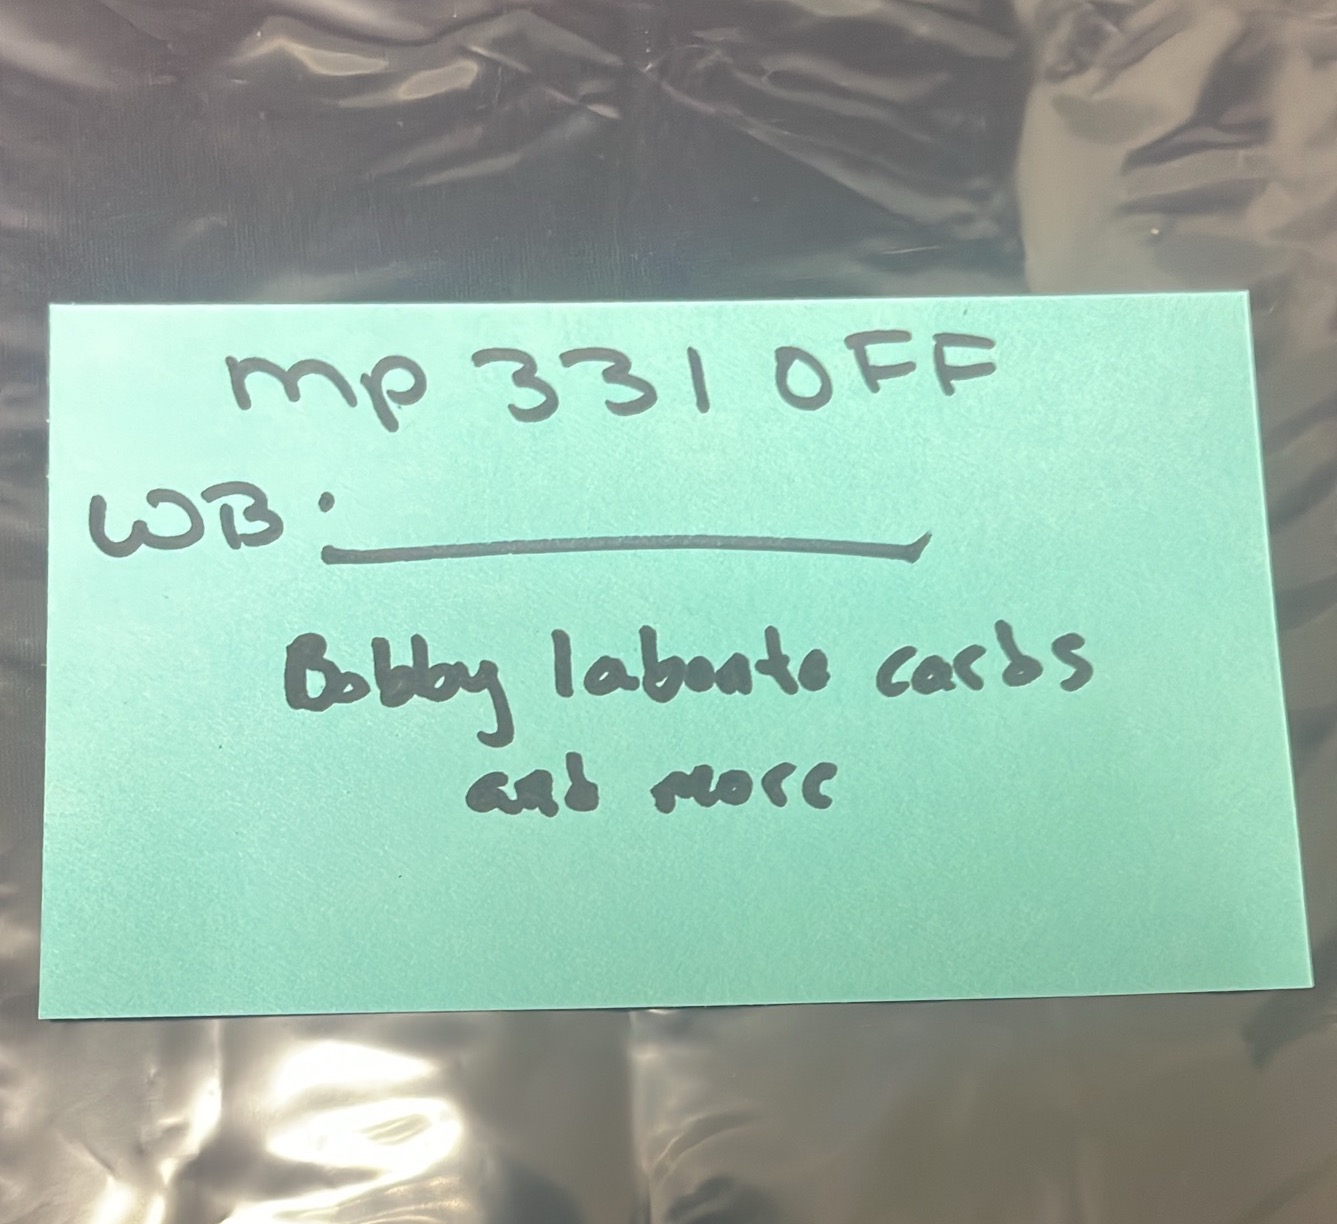 mp 331 OFF
WB:
Bobby labonte cards
and more